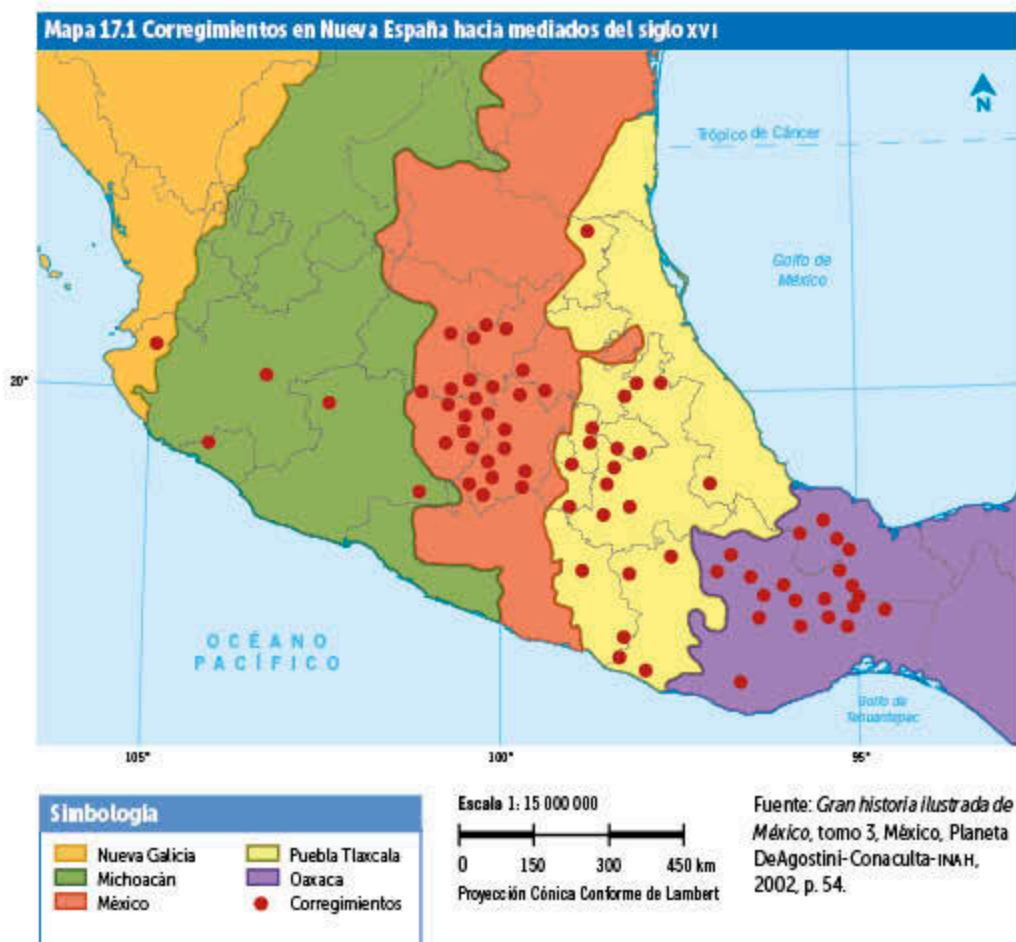 Mapa 17.1 Corregimientos en Nueva España hacia mediados del siglo XVI
N
Trópico de Cáncer
Golfo de
México
20°
OCÉANO
PACÍFICO
Golfo de
Tehuantepec
105°
100°
95°
Simbología
Nueva Galicia
Michoacán
México
Puebla Tlaxcala
Oaxaca
Corregimientos
Escala 1: 15 000 000
0 150 300 450 km
Proyección Cónica Conforme de Lambert
Fuente: Gran historia ilustrada de
México, tomo 3, México, Planeta
DeAgostini-Conaculta-INAH,
2002, p. 54.